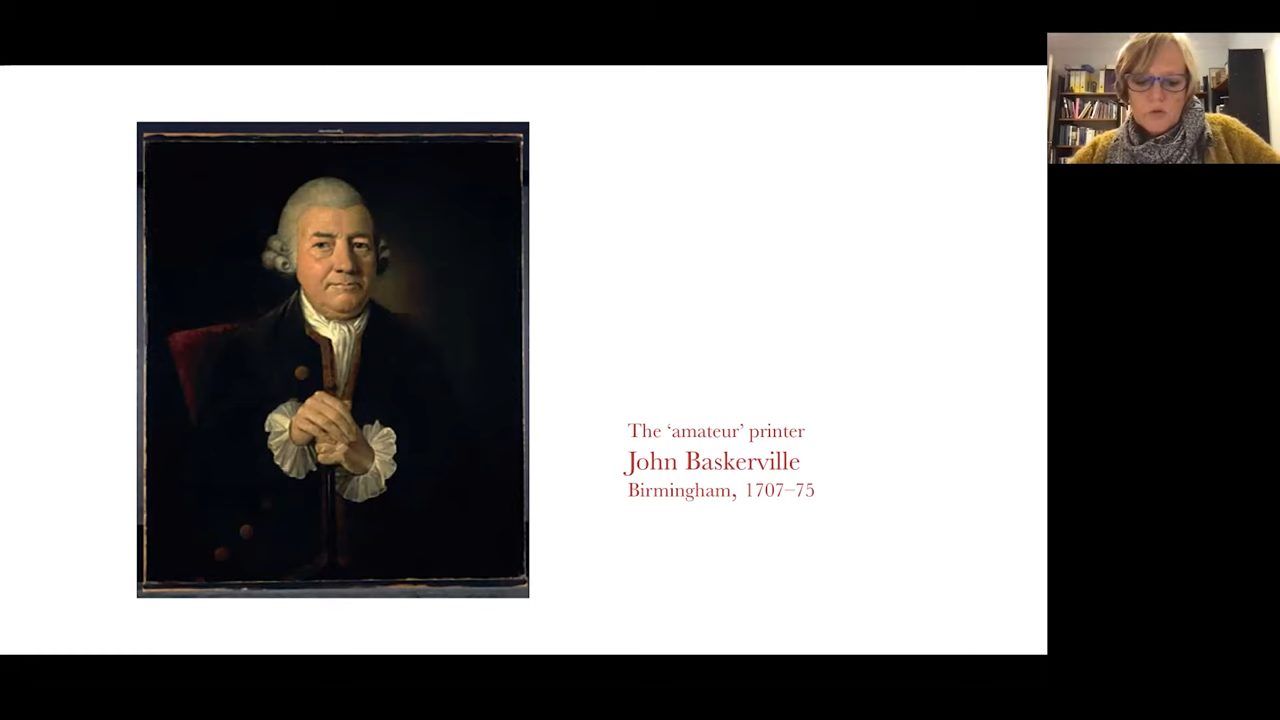 The ‘amateur’ printer
John Baskerville
Birmingham, 1707–75